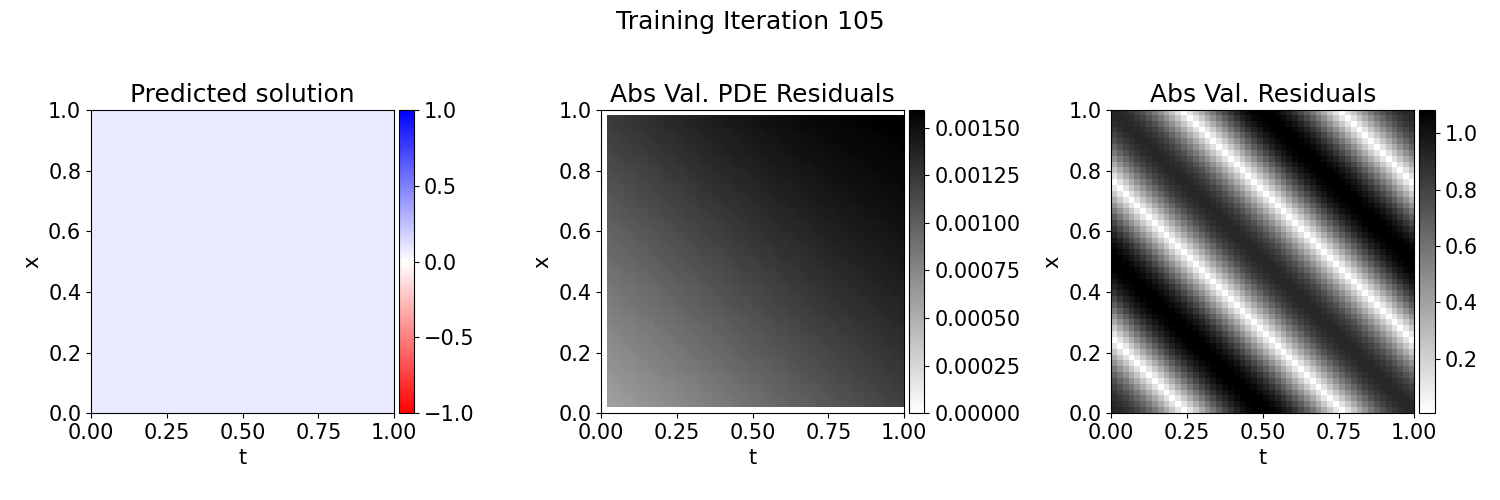 Training Iteration 105
Predicted solution
1.0
0.8
0.6
0.4
0.2
0.0
x
0.00 0.25 0.50 0.75 1.00
t
1.0
0.5
0.0
−0.5
−1.0
Abs Val. PDE Residuals
1.0
0.8
0.6
0.4
0.2
0.0
x
0.00 0.25 0.50 0.75 1.00
t
0.00150
0.00125
0.00100
0.00075
0.00050
0.00025
0.00000
Abs Val. Residuals
1.0
0.8
0.6
0.4
0.2
0.0
x
0.00 0.25 0.50 0.75 1.00
t
1.0
0.8
0.6
0.4
0.2